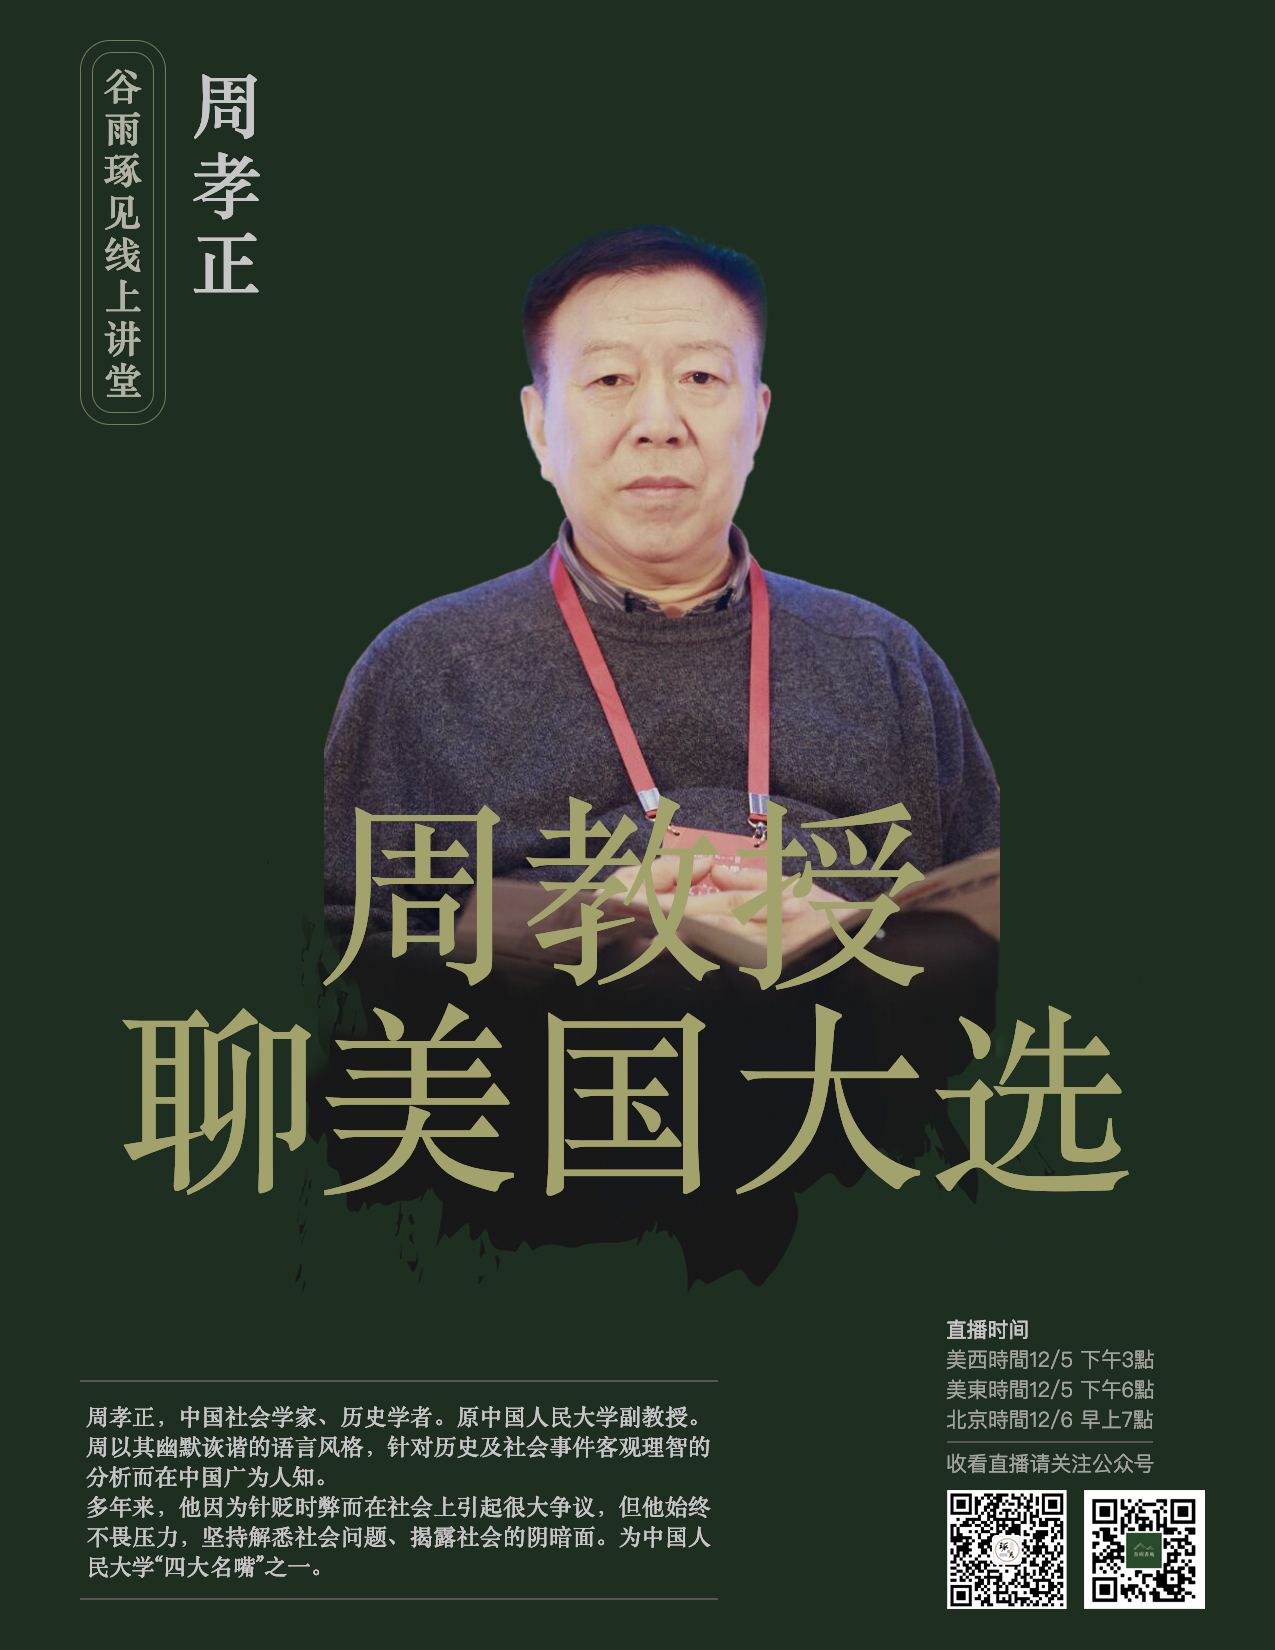 谷雨琢见线上讲堂
周孝正
周教授
聊美国大选
周孝正，中国社会学家、历史学者。原中国人民大学副教授。
周以其幽默诙谐的语言风格，针对历史及社会事件客观理智的
分析而在中国广为人知。
多年来，他因为针贬时弊而在社会上引起很大争议，但他始终
不畏压力，坚持解悉社会问题、揭露社会的阴暗面。为中国人
民大学“四大名嘴”之一。
直播时间
美西時間12/5 下午3點
美東時間12/5 下午6點
北京時間12/6 早上7點
收看直播请关注公众号